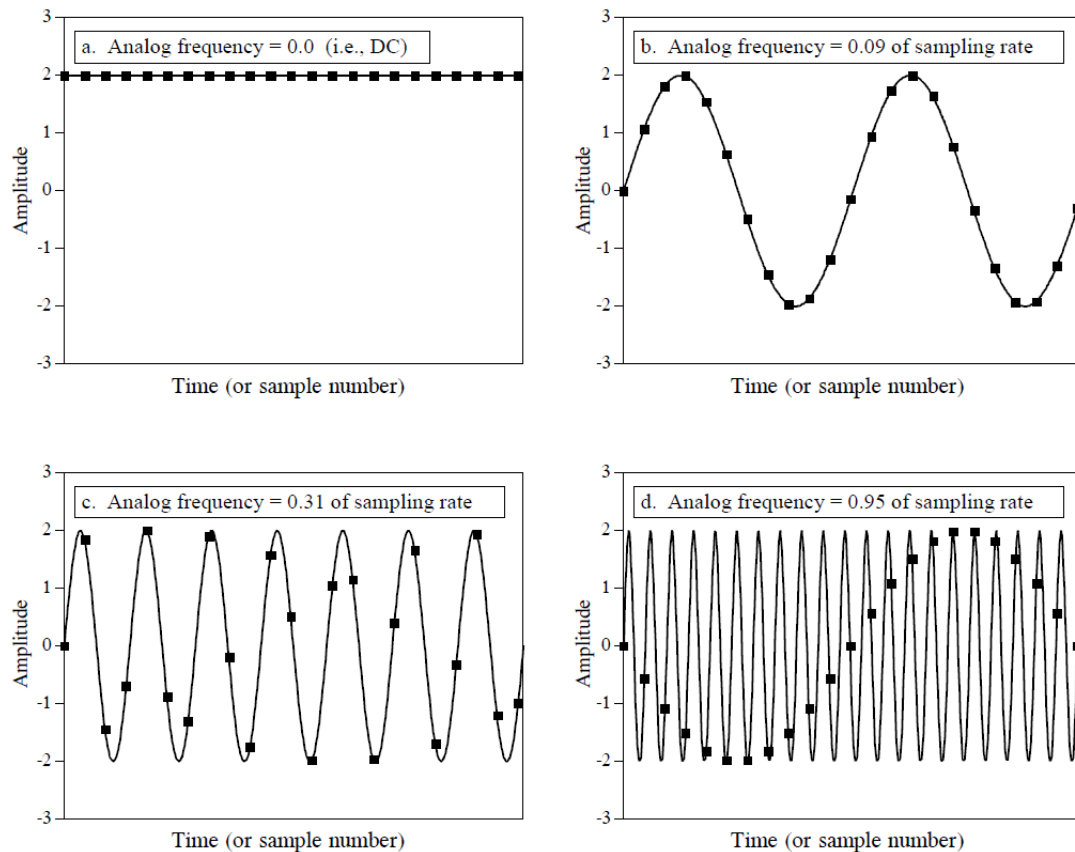 3
2
1
0
-1
-2
-3
Amplitude
a. Analog frequency = 0.0 (i.e., DC)
Time (or sample number)
3
2
1
0
-1
-2
-3
Amplitude
b. Analog frequency = 0.09 of sampling rate
Time (or sample number)
3
2
1
0
-1
-2
-3
Amplitude
c. Analog frequency = 0.31 of sampling rate
Time (or sample number)
3
2
1
0
-1
-2
-3
Amplitude
d. Analog frequency = 0.95 of sampling rate
Time (or sample number)